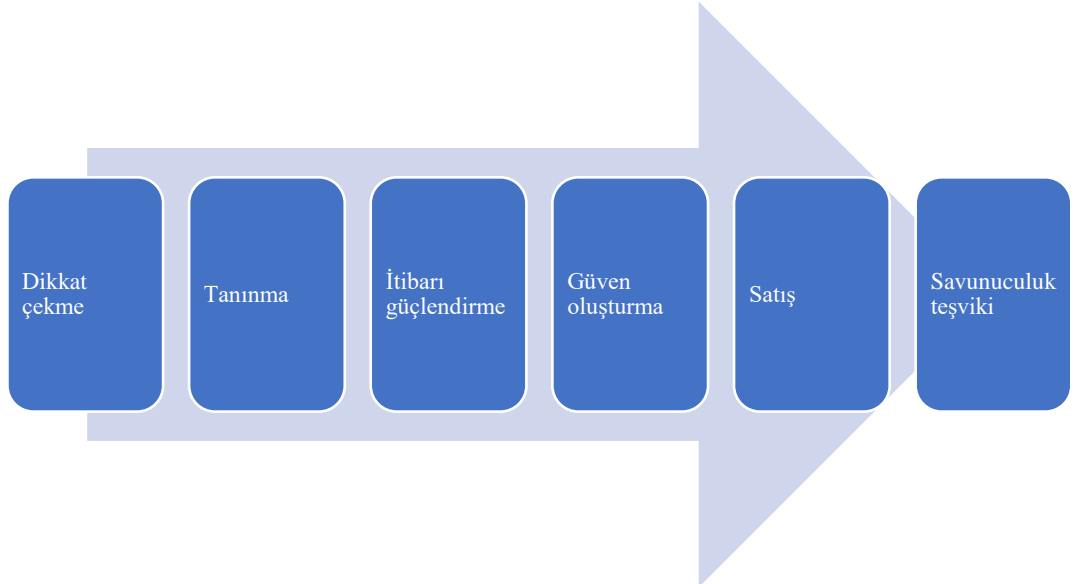 Dikkat
çekme
Tanınma
İtibarı
güçlendirme
Güven
oluşturma
Satış
Savunuculuk
teşviki